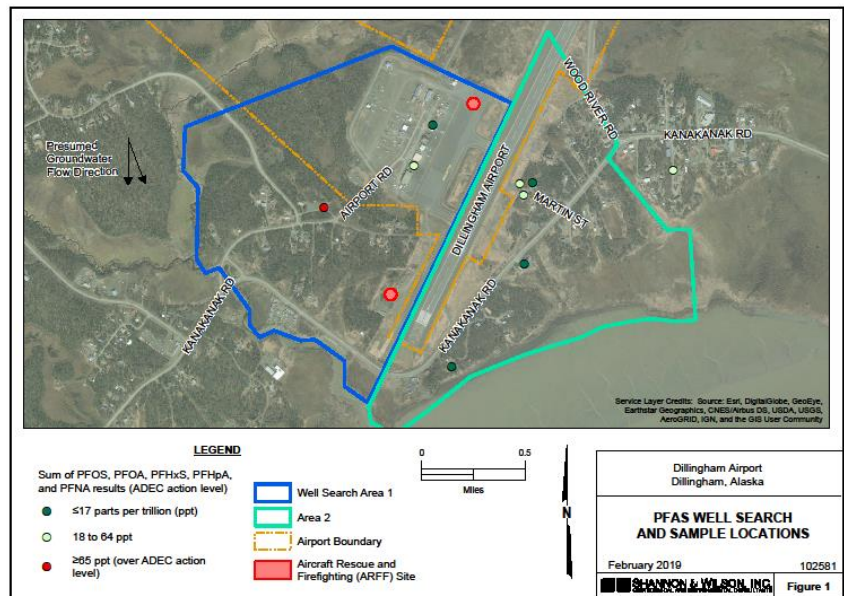 WOOD RIVER RD
KANAKANAK RD
Presumed
Groundwater
Flow Direction
AIRPORT RD
DILLINGHAM AIRPORT
MARTIN ST
KANAKANAK RD
KANAKANAK RD
Service Layer Credits: Source: Esri, DigitalGlobe, GeoEye,
Earthstar Geographics, CNES/Airbus DS, USDA, USGS,
AeroGRID, IGN, and the GIS User Community
LEGEND
Sum of PFOS, PFOA, PFHxS, PFHpA,
and PFNA results (ADEC action level)
≤17 parts per trillion (ppt)
18 to 64 ppt
≥65 ppt (over ADEC action
level)
Well Search Area 1
Area 2
Airport Boundary
Aircraft Rescue and
Firefighting (ARFF) Site
0 0.5
Miles
N
Dillingham Airport
Dillingham, Alaska
PFAS WELL SEARCH
AND SAMPLE LOCATIONS
February 2019 102581
SHANNON & WILSON, INC.
Figure 1